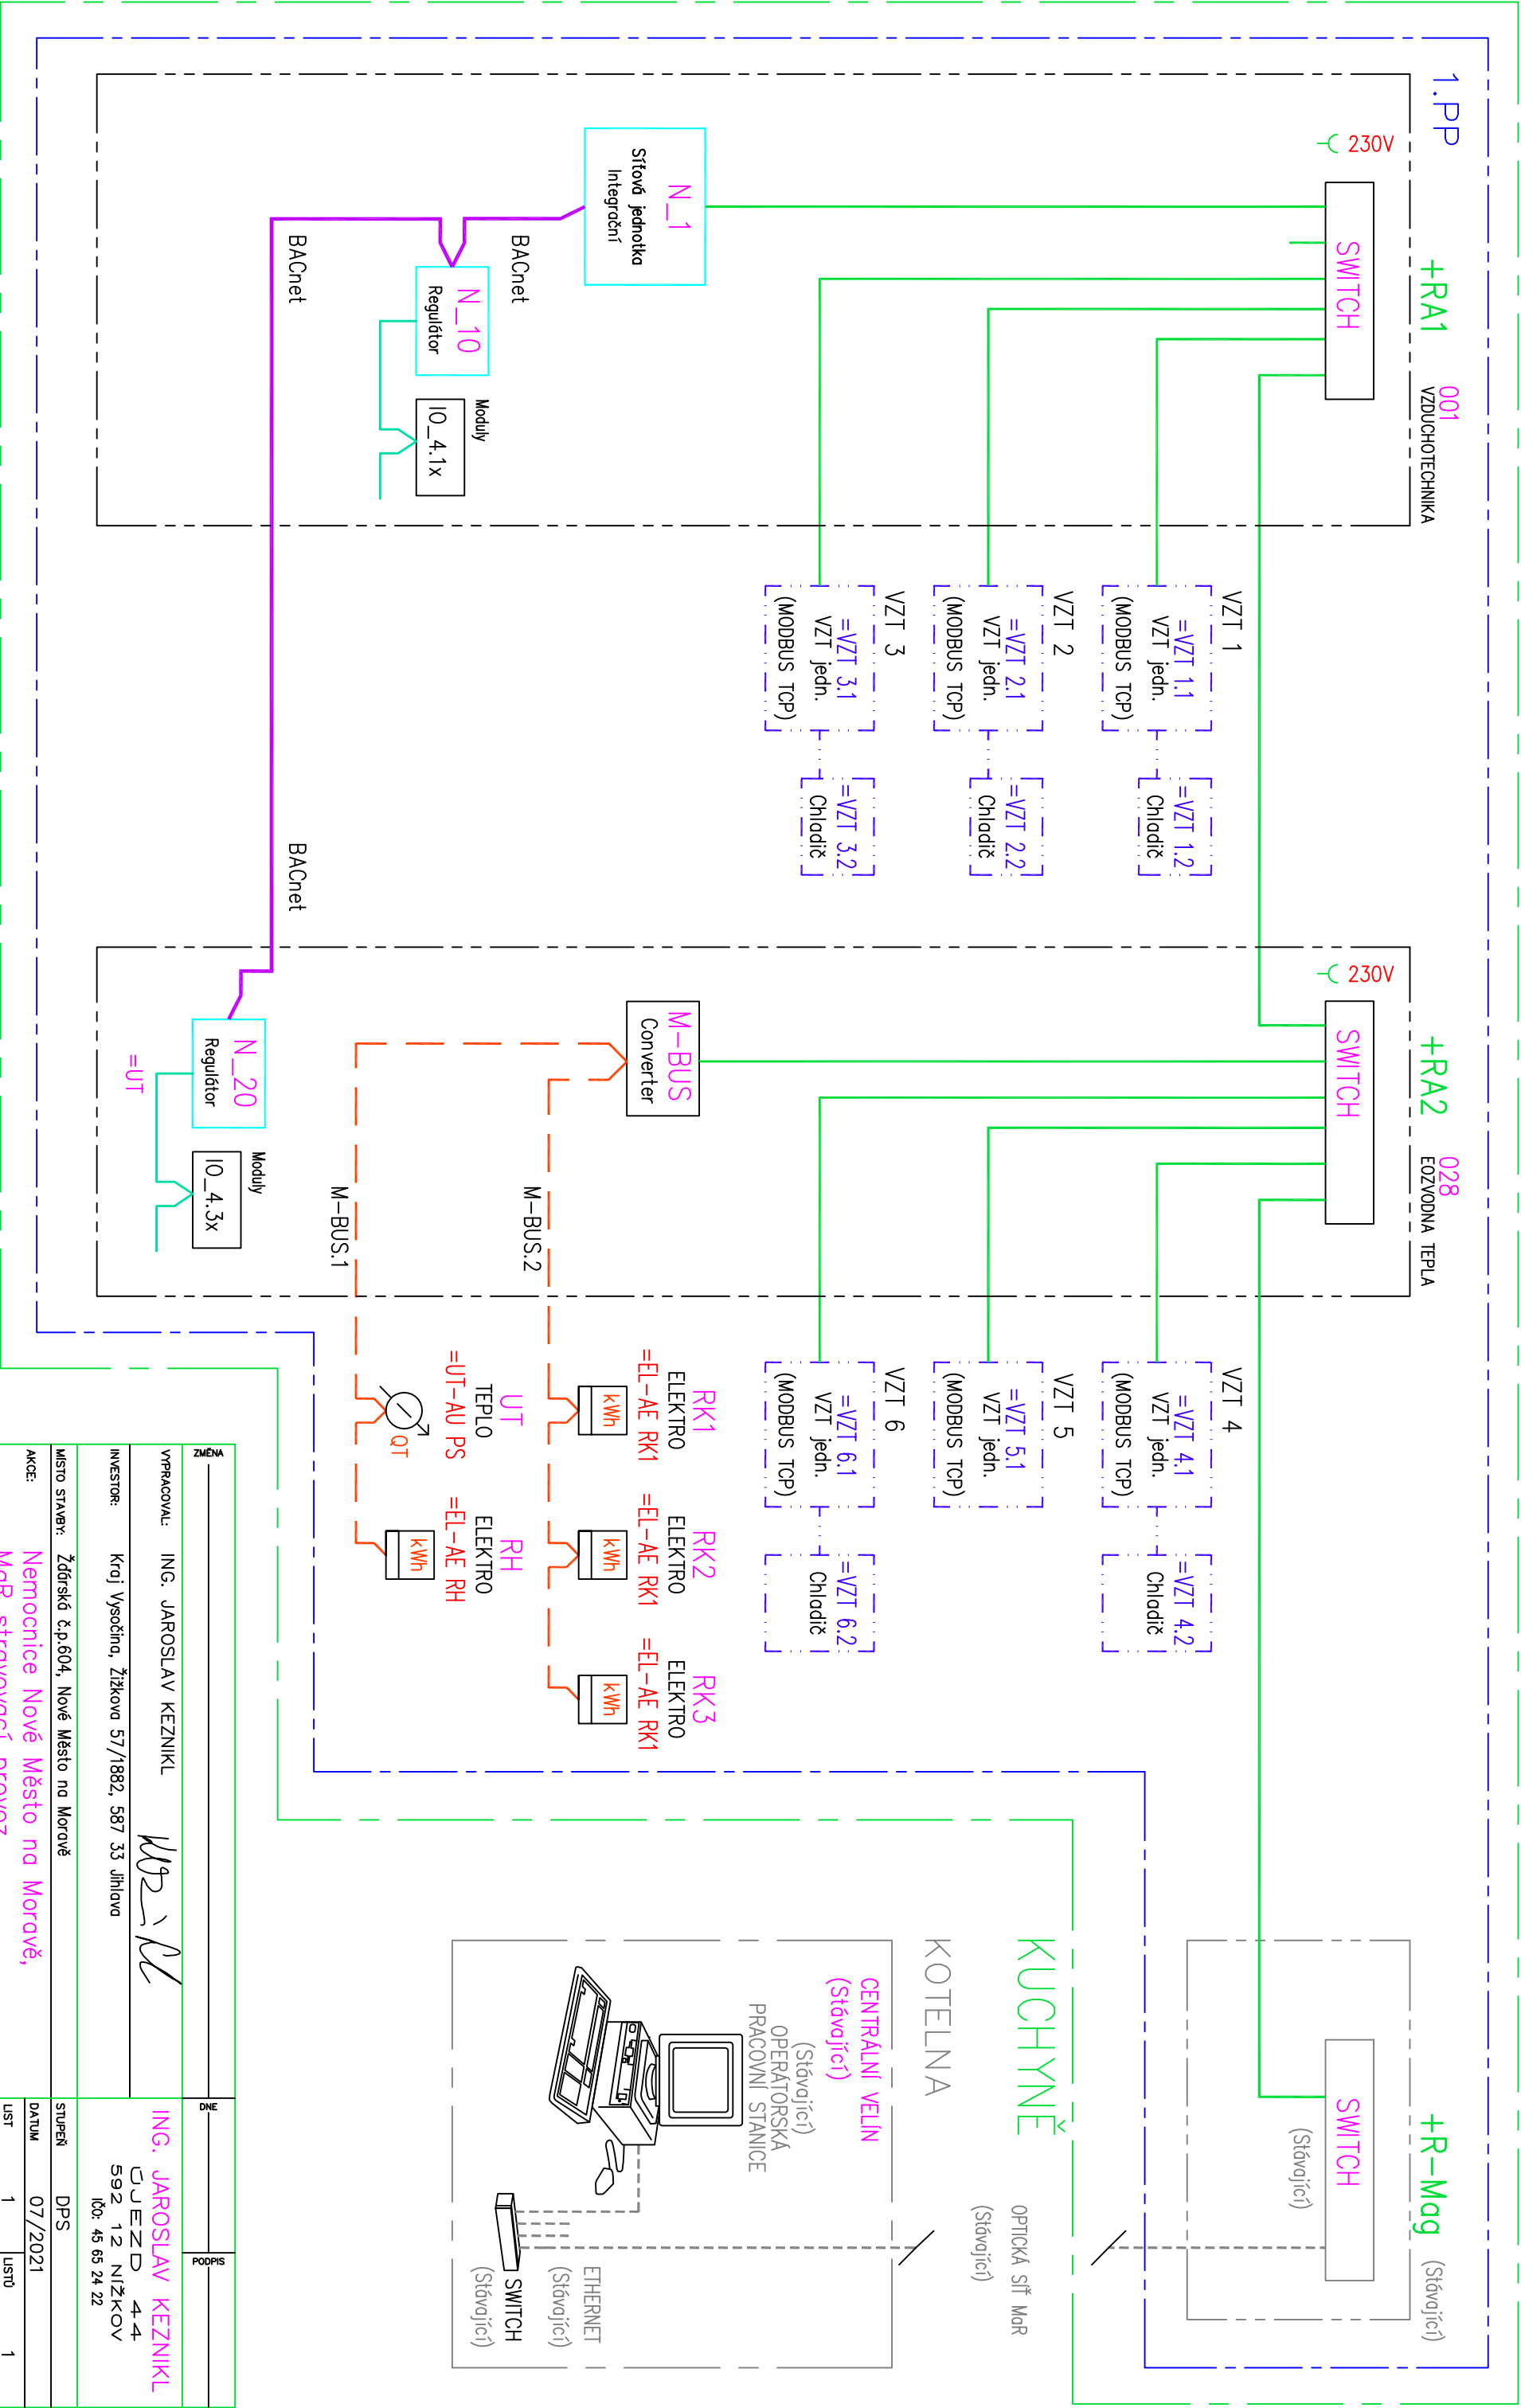 1.PP
+RA1
001
VZDUCHOTECHNIKA
230V
SWITCH
N_1
Síťová jednotka
Integrační
BACnet
N_10
Regulátor
Moduly
IO_4.1x
BACnet
BACnet
VZT 1
=VZT 1.1
VZT jedn.
(MODBUS TCP)
=VZT 1.2
Chladič
VZT 2
=VZT 2.1
VZT jedn.
(MODBUS TCP)
=VZT 2.2
Chladič
VZT 3
=VZT 3.1
VZT jedn.
(MODBUS TCP)
=VZT 3.2
Chladič
+RA2
028
EOZVODNA TEPLA
230V
SWITCH
M-BUS
Converter
N_20
Regulátor
=UT
Moduly
IO_4.3x
M-BUS.2
M-BUS.1
VZT 4
=VZT 4.1
VZT jedn.
(MODBUS TCP)
=VZT 4.2
Chladič
VZT 5
=VZT 5.1
VZT jedn.
(MODBUS TCP)
VZT 6
=VZT 6.1
VZT jedn.
(MODBUS TCP)
=VZT 6.2
Chladič
RK1
ELEKTRO
=EL-AE RK1
kWh
RK2
ELEKTRO
=EL-AE RK1
kWh
RK3
ELEKTRO
=EL-AE RK1
kWh
UT
TEPLO
=UT-AU PS
QT
RH
ELEKTRO
=EL-AE RH
kWh
+R-Mag
(Stávající)
SWITCH
(Stávající)
OPTICKÁ SÍŤ MaR
(Stávající)
KUCHYNĚ
KOTELNA
CENTRÁLNÍ VELÍN
(Stávající)
(Stávající)
OPERÁTORSKÁ
PRACOVNÍ STANICE
ETHERNET
(Stávající)
SWITCH
(Stávající)
ZMĚNA
DNE
PODPIS
VYPRACOVAL: ING. JAROSLAV KEZNIKL
INVESTOR: Kraj Vysočina, Žižkova 57/1882, 587 33 Jihlava
MÍSTO STAVBY: Žďárská č.p.604, Nové Město na Moravě
AKCE: Nemocnice Nové Město na Moravě,
MaR stravovací provoz
ING. JAROSLAV KEZNIKL
ÚJEZD 44
592 12 NÍŽKOV
IČO: 45 65 24 22
STUPEŇ DPS
DATUM 07/2021
LIST 1 LISTŮ 1